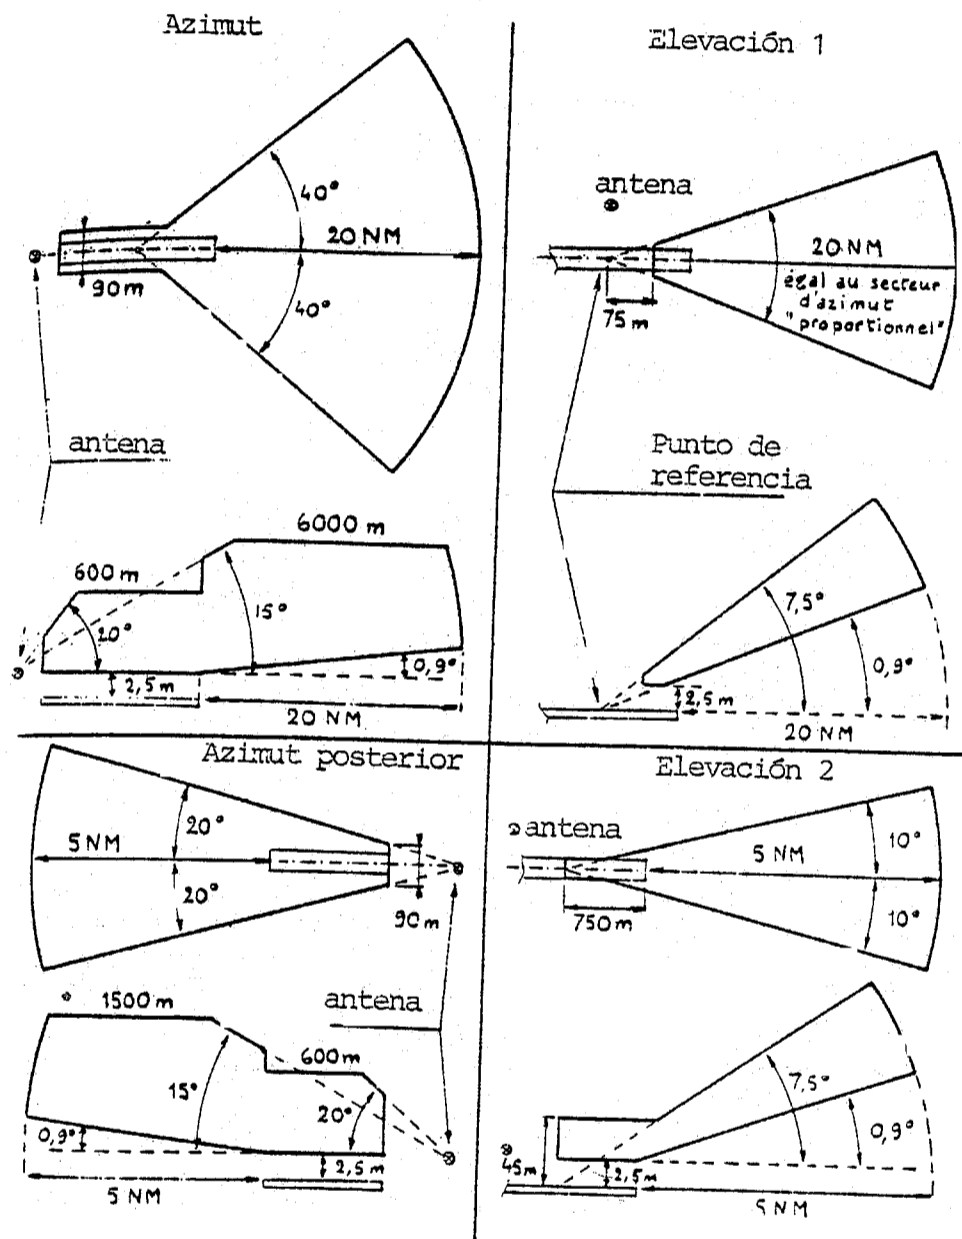 Azimut
40°
20 NM
90 m
40°
antena
6000 m
600 m
15°
20°
0,9°
2,5 m
20 NM
Elevación 1
antena
20 NM
égal au secteur
d'azimut
"proportionnel"
75 m
Punto de
referencia
7,5°
0,9°
2,5 m
20 NM
Azimut posterior
20°
5 NM
20°
90 m
antena
1500 m
600 m
15°
20°
0,9°
2,5 m
5 NM
Elevación 2
antena
10°
5 NM
750 m
10°
7,5°
0,9°
45 m
2,5 m
5 NM